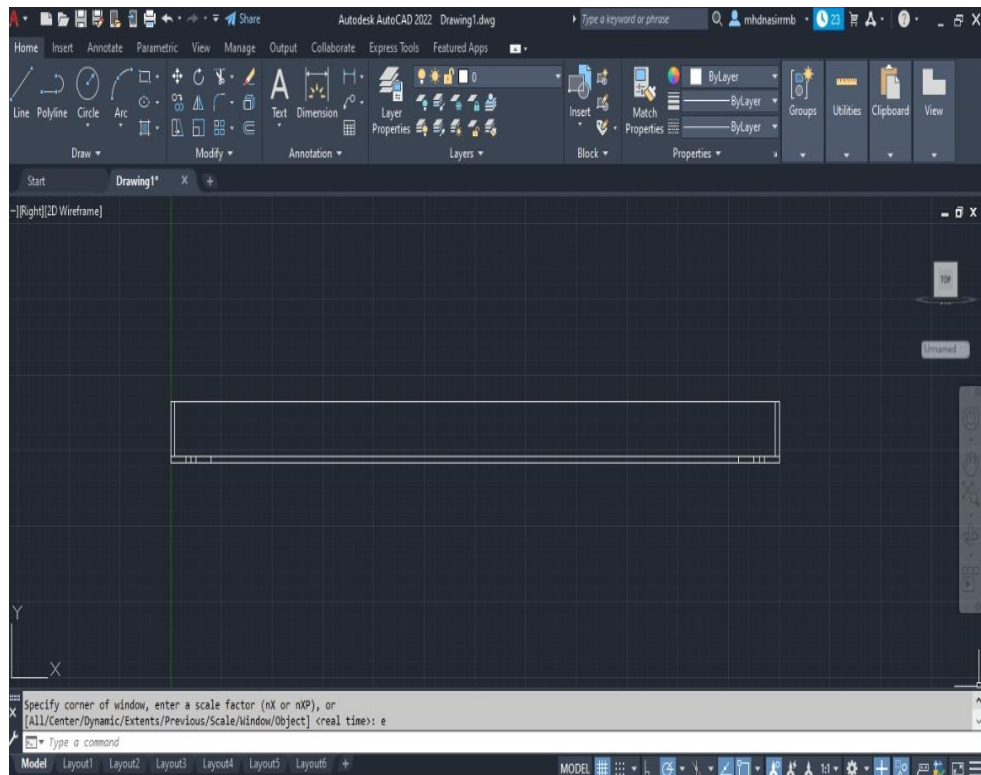 Share Autodesk AutoCAD 2022 Drawing1.dwg Type a keyword or phrase mhdnasirrmb 23
Home Insert Annotate Parametric View Manage Output Collaborate Express Tools Featured Apps
0
ByLayer
ByLayer
ByLayer
Line Polyline Circle Arc Text Dimension Layer Properties Insert Match Properties Groups Utilities Clipboard View
Draw Modify Annotation Layers Block Properties
Start Drawing1* X +
–][Right][2D Wireframe]
TOP
Unnamed
Y
X
Specify corner of window, enter a scale factor (nX or nXP), or
[All/Center/Dynamic/Extents/Previous/Scale/Window/Object] <real time>: e
Type a command
Model Layout1 Layout2 Layout3 Layout4 Layout5 Layout6 + MODEL 1:1